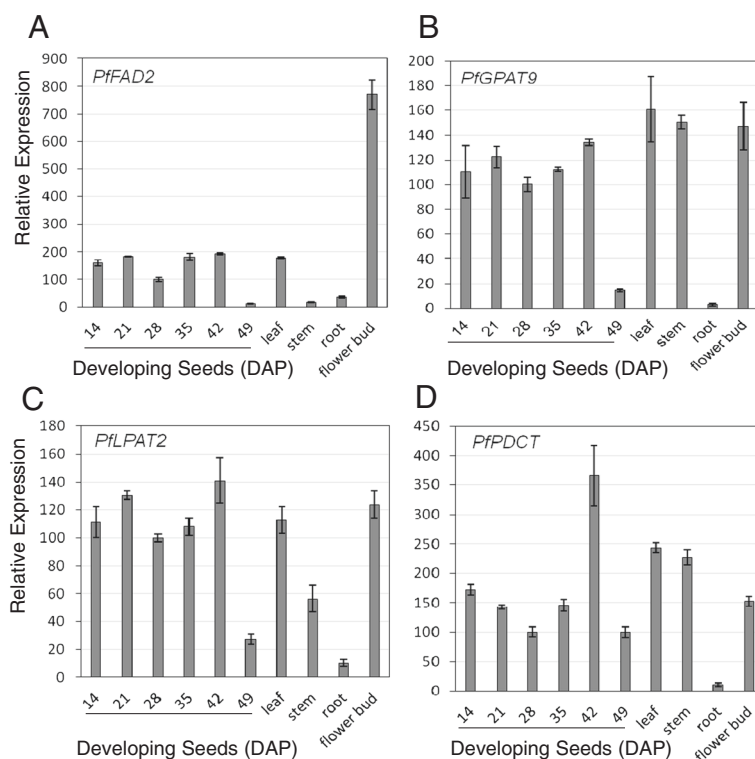 A
PfFAD2
Relative Expression
900
800
700
600
500
400
300
200
100
0
14 21 28 35 42 49 leaf stem root flower bud
Developing Seeds (DAP)
B
PfGPAT9
200
180
160
140
120
100
80
60
40
20
0
14 21 28 35 42 49 leaf stem root flower bud
Developing Seeds (DAP)
C
PfLPAT2
Relative Expression
180
160
140
120
100
80
60
40
20
0
14 21 28 35 42 49 leaf stem root flower bud
Developing Seeds (DAP)
D
PfPDCT
450
400
350
300
250
200
150
100
50
0
14 21 28 35 42 49 leaf stem root flower bud
Developing Seeds (DAP)